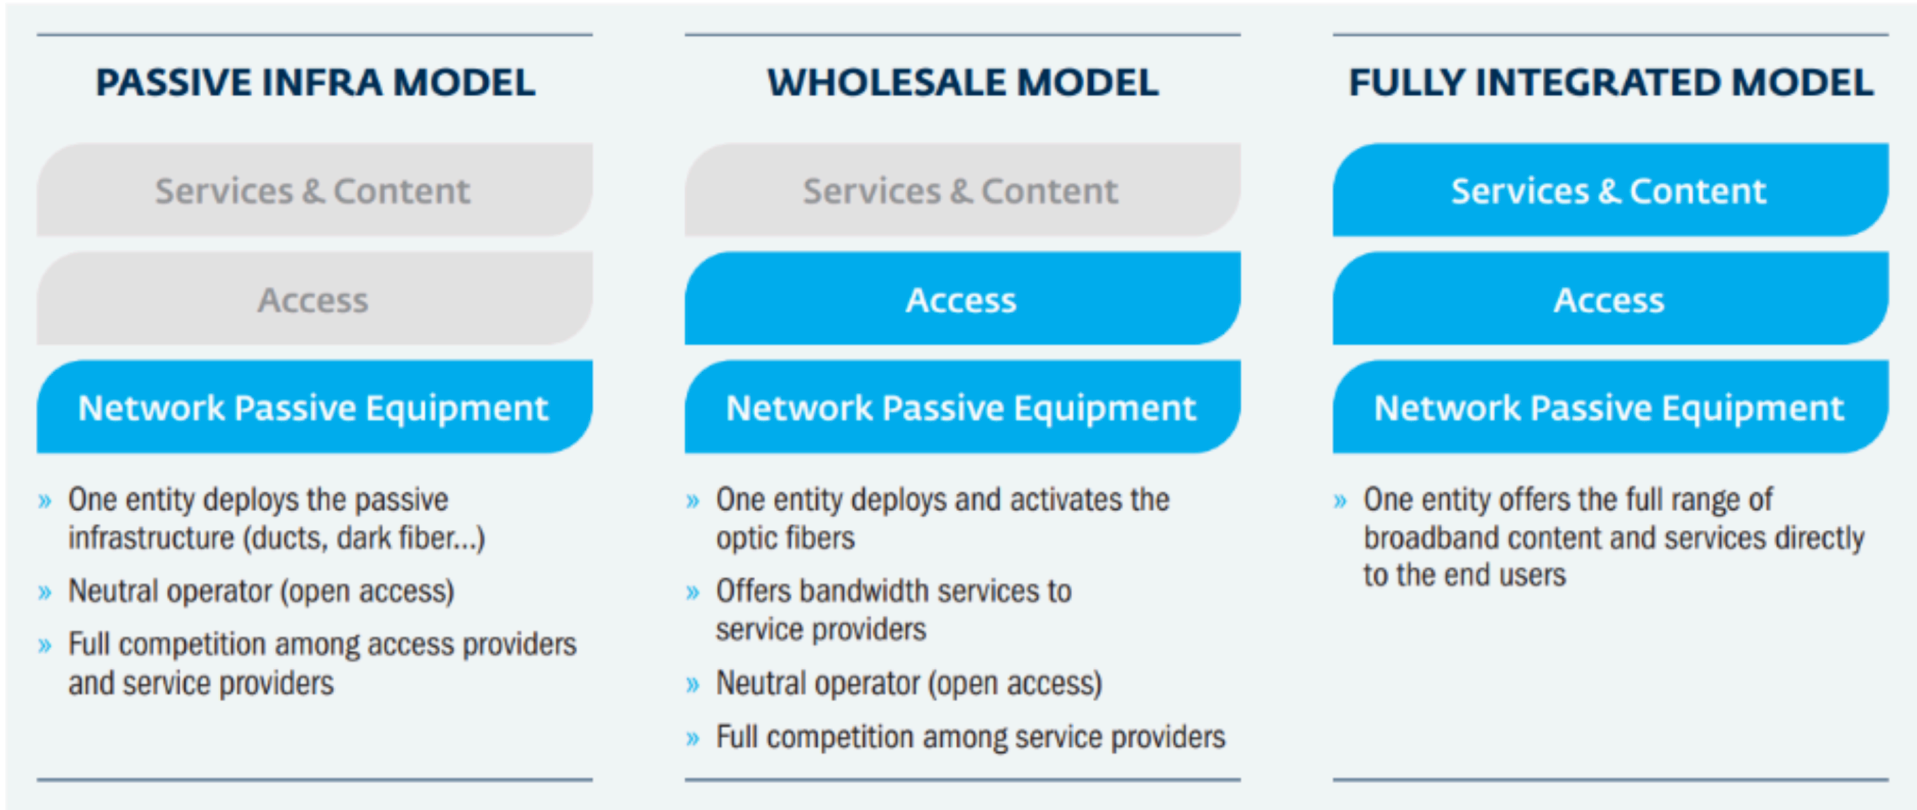 PASSIVE INFRA MODEL
Services & Content
Access
Network Passive Equipment
» One entity deploys the passive
infrastructure (ducts, dark fiber...)
» Neutral operator (open access)
» Full competition among access providers
and service providers
WHOLESALE MODEL
Services & Content
Access
Network Passive Equipment
» One entity deploys and activates the
optic fibers
» Offers bandwidth services to
service providers
» Neutral operator (open access)
» Full competition among service providers
FULLY INTEGRATED MODEL
Services & Content
Access
Network Passive Equipment
» One entity offers the full range of
broadband content and services directly
to the end users